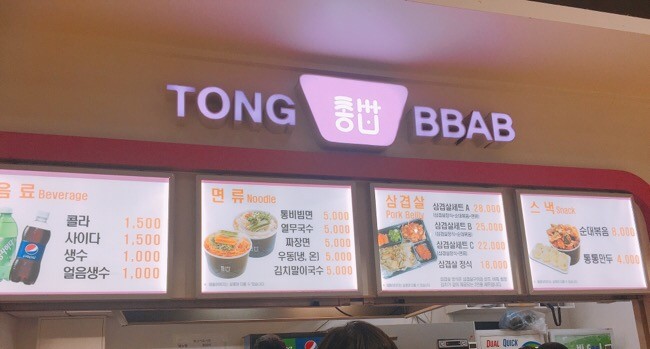 TONG 통빱 BBAB
음료 Beverage
콜라 1,500
사이다 1,500
생수 1,000
얼음생수 1,000
면류 Noodle
통비빔면 5,000
열무국수 5,000
짜장면 5,000
우동(냉, 온) 5,000
김치말이국수 5,000
삼겹살
Pork Belly
삼겹살세트 A 28,000
삼겹살세트 B 25,000
삼겹살세트 C 22,000
삼겹살 정식 18,000
스낵 Snack
순대볶음 5,000
통통만두 4,000
pepsi
DUAL QUICK